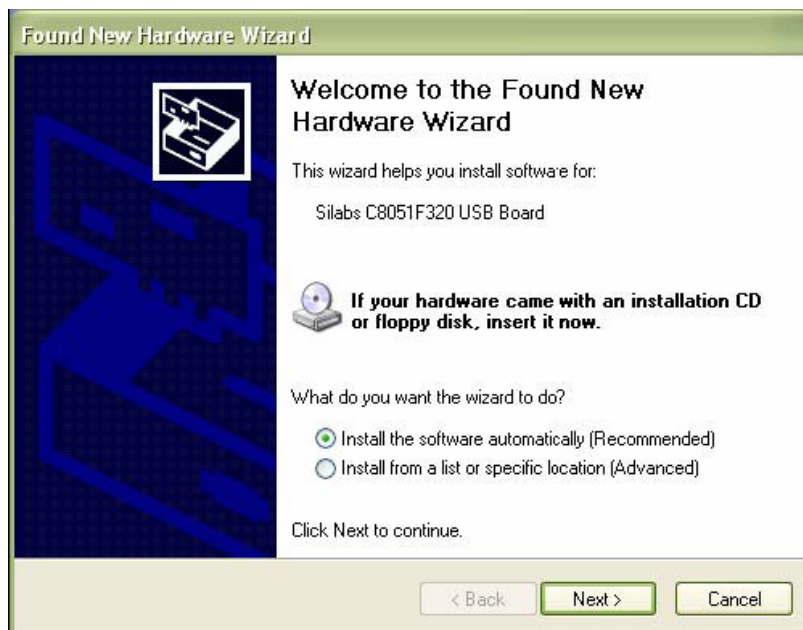 Found New Hardware Wizard
Welcome to the Found New
Hardware Wizard
This wizard helps you install software for:
Silabs C8051F320 USB Board
If your hardware came with an installation CD
or floppy disk, insert it now.
What do you want the wizard to do?
Install the software automatically (Recommended)
Install from a list or specific location (Advanced)
Click Next to continue.
< Back Next > Cancel